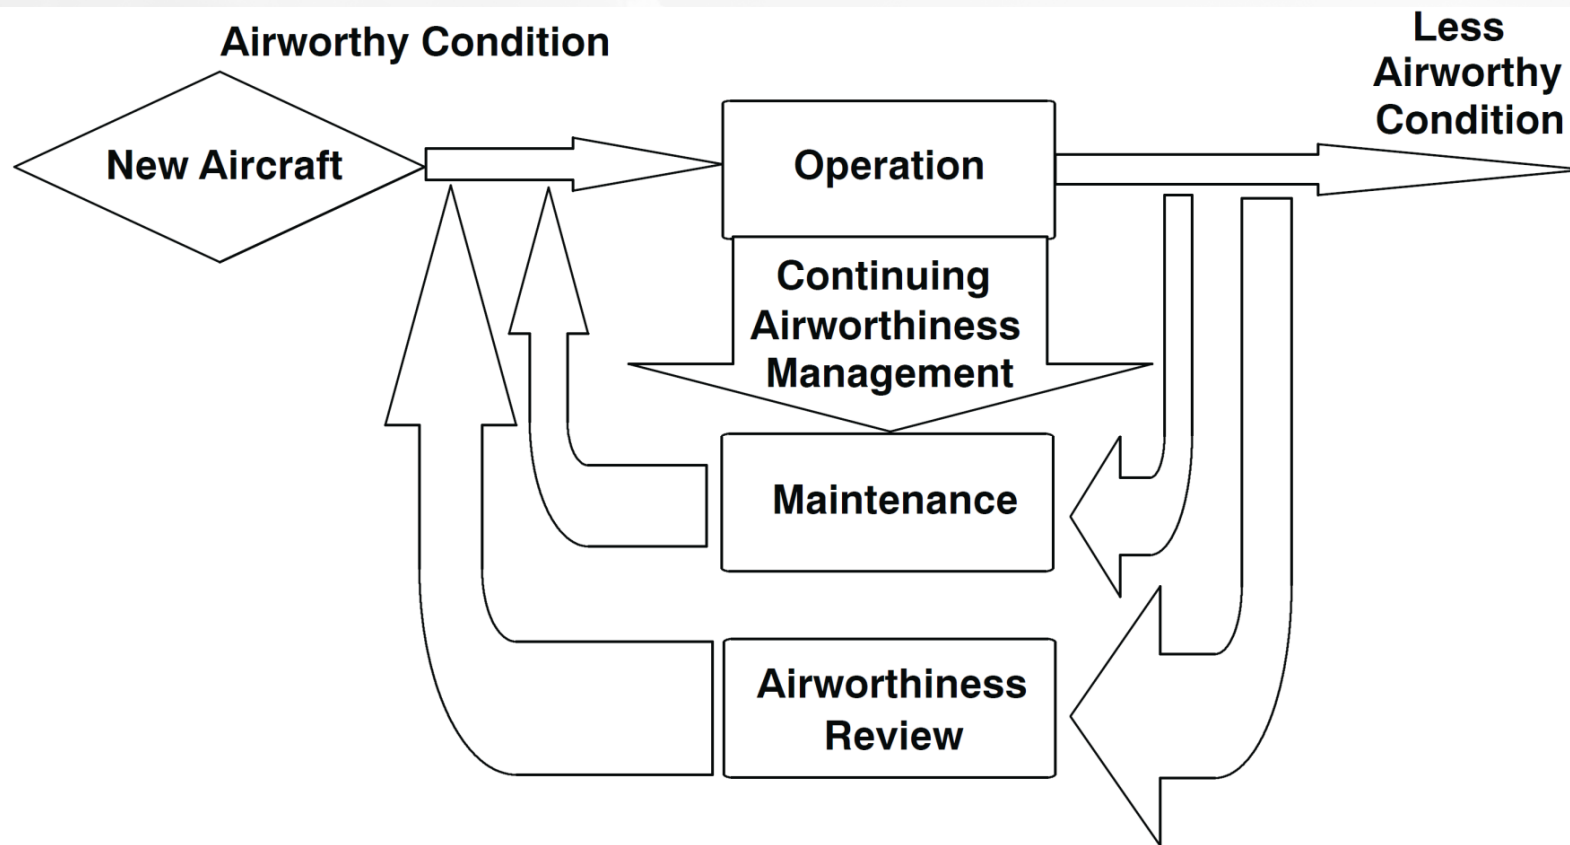 Airworthy Condition
Less
Airworthy
Condition
New Aircraft
Operation
Continuing
Airworthiness
Management
Maintenance
Airworthiness
Review